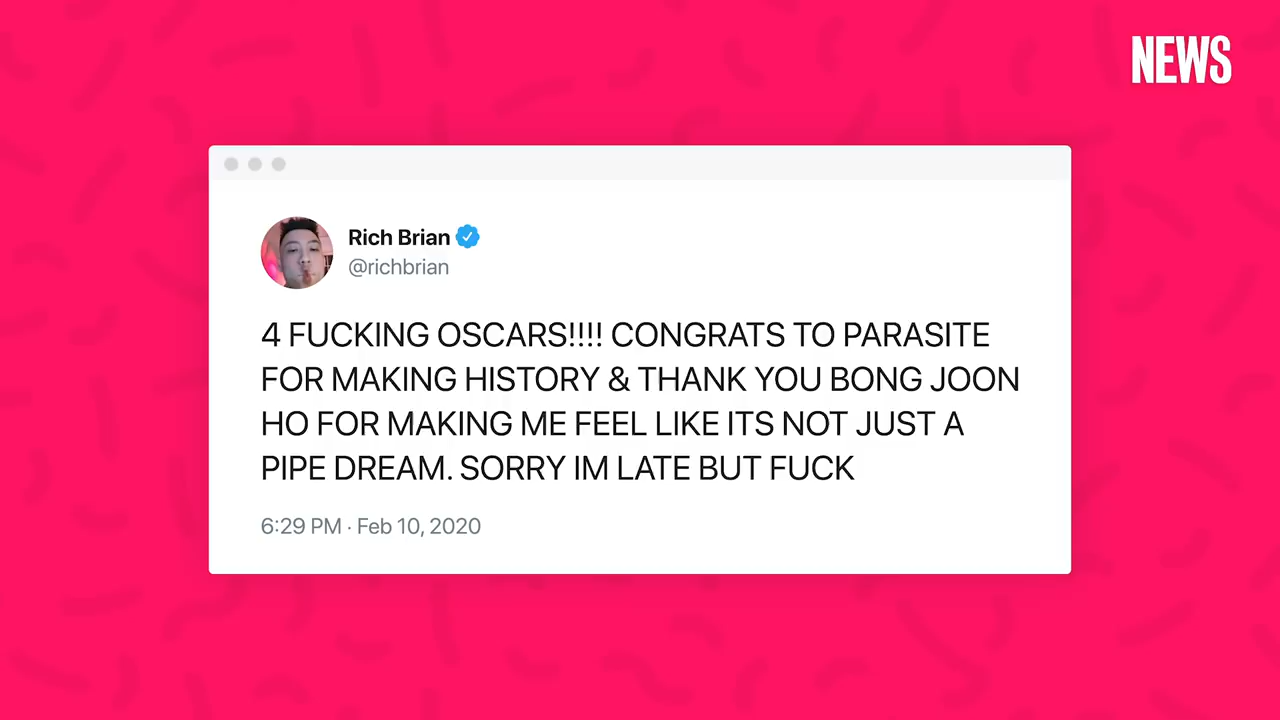 NEWS
Rich Brian
@richbrian
4 FUCKING OSCARS!!!! CONGRATS TO PARASITE
FOR MAKING HISTORY & THANK YOU BONG JOON
HO FOR MAKING ME FEEL LIKE ITS NOT JUST A
PIPE DREAM. SORRY IM LATE BUT FUCK
6:29 PM · Feb 10, 2020